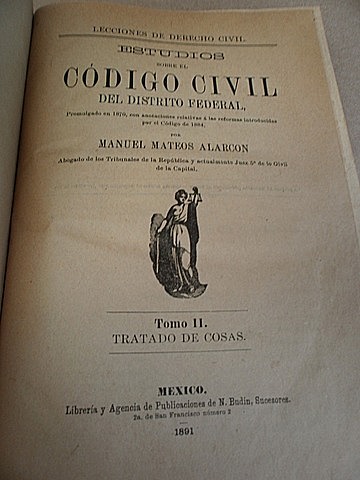 LECCIONES DE DERECHO CIVIL.
ESTUDIOS
SOBRE EL
CÓDIGO CIVIL
DEL DISTRITO FEDERAL,
Promulgado en 1870, con anotaciones relativas á las reformas introducidas
por el Código de 1884,
POR
MANUEL MATEOS ALARCON
Abogado de los Tribunales de la República y actualmente Juez 5º de lo Civil
de la Capital.
Tomo II.
TRATADO DE COSAS.
MEXICO.
Librería y Agencia de Publicaciones de N. Budin, Sucesores.
2a. de San Francisco número 2
1891